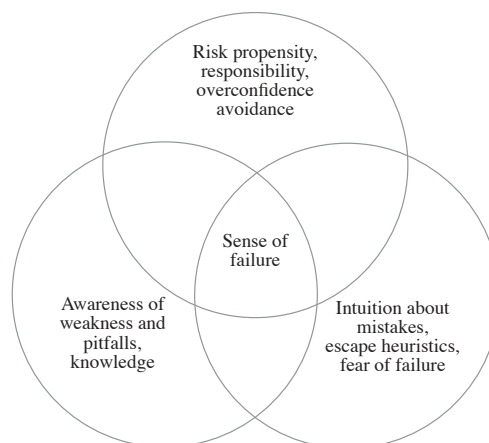 Risk propensity,
responsibility,
overconfidence
avoidance
Sense of
failure
Awareness of
weakness and
pitfalls,
knowledge
Intuition about
mistakes,
escape heuristics,
fear of failure